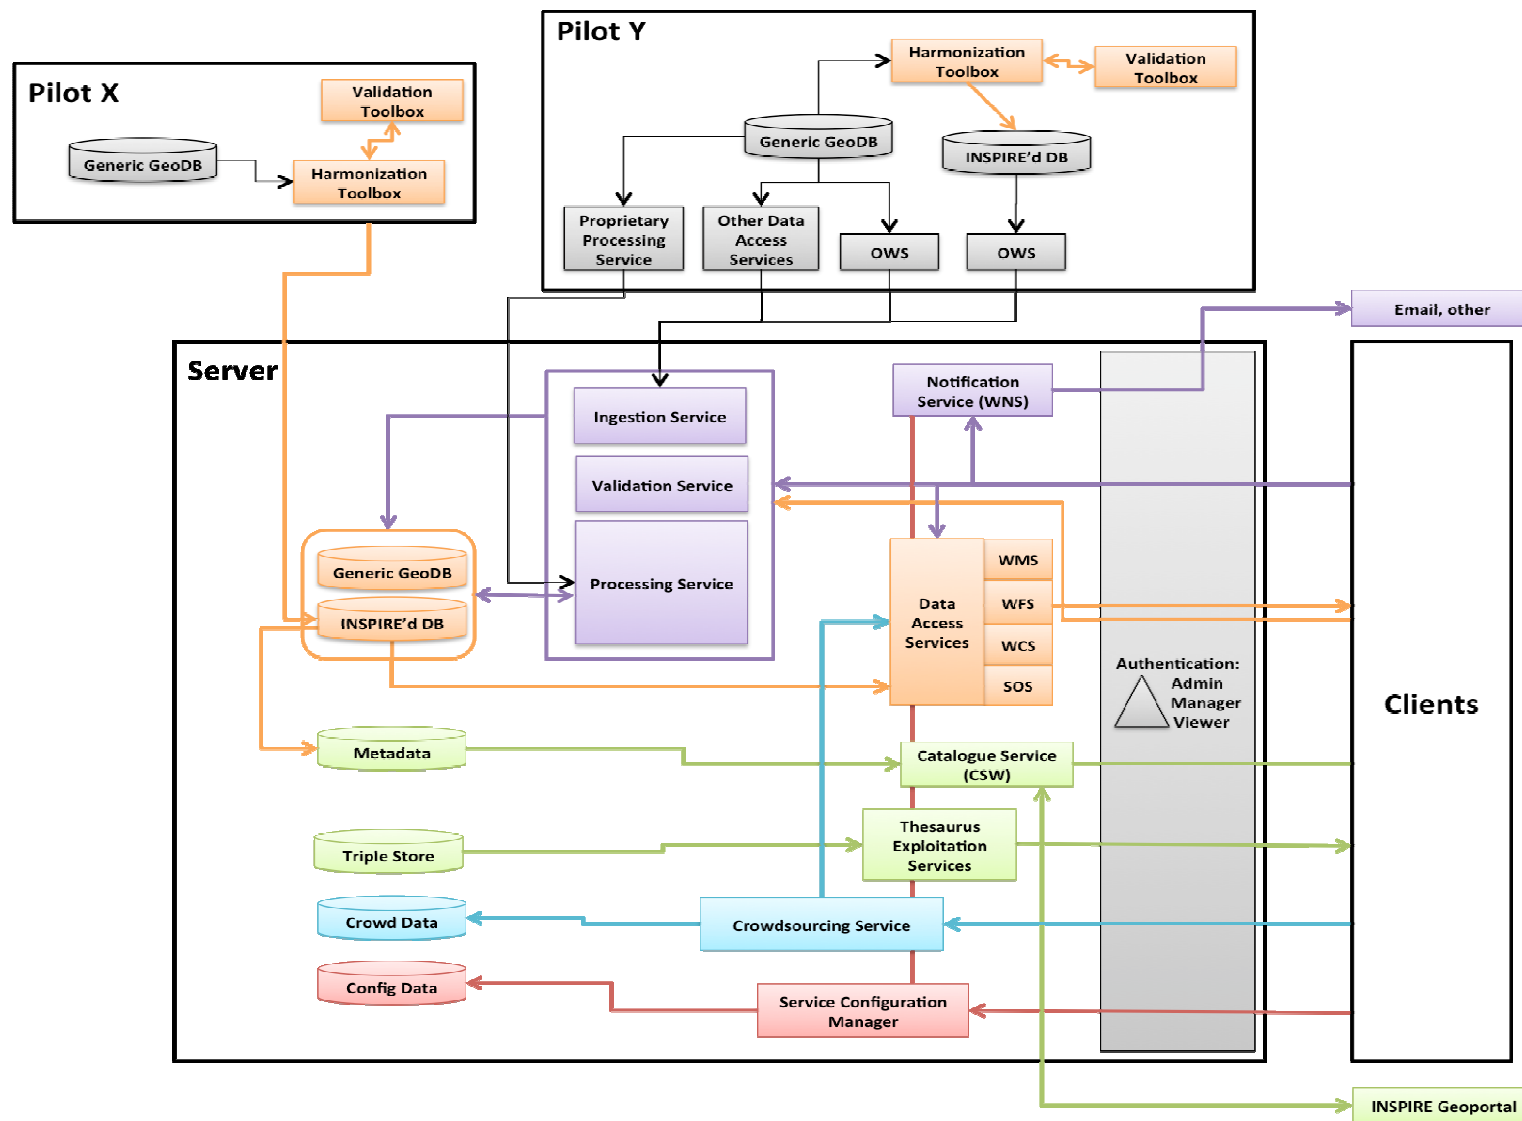 Pilot X
Validation
Toolbox
Generic GeoDB
Harmonization
Toolbox
Pilot Y
Harmonization
Toolbox
Validation
Toolbox
Generic GeoDB
INSPIRE'd DB
Proprietary
Processing
Service
Other Data
Access
Services
OWS
OWS
Email, other
Server
Ingestion Service
Validation Service
Processing Service
Notification
Service (WNS)
Generic GeoDB
INSPIRE'd DB
Data
Access
Services
WMS
WFS
WCS
SOS
Authentication:
Admin
Manager
Viewer
Clients
Metadata
Catalogue Service
(CSW)
Triple Store
Thesaurus
Exploitation
Services
Crowd Data
Crowdsourcing Service
Config Data
Service Configuration
Manager
INSPIRE Geoportal